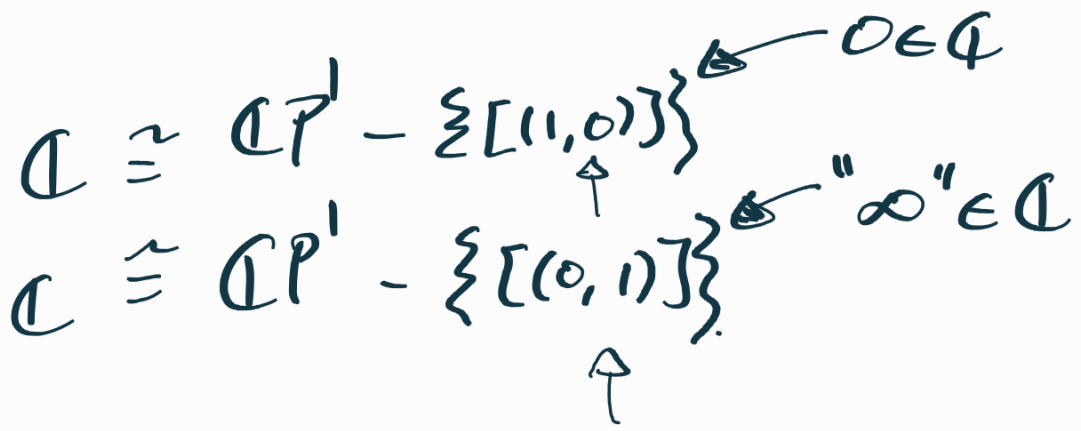 ℂ ≅ ℂP¹ − {[(1,0)]} ← 0 ∈ ℂ
ℂ ≅ ℂP¹ − {[(0,1)]}. ← "∞" ∈ ℂ